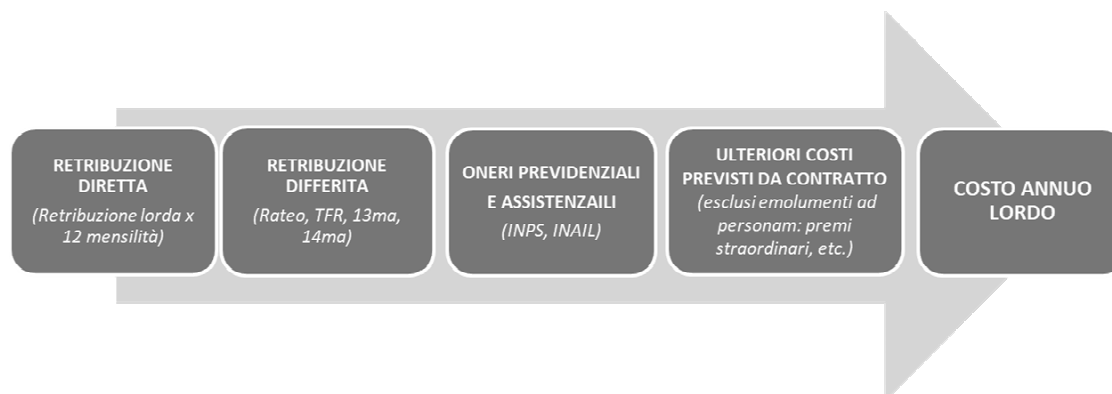 RETRIBUZIONE
DIRETTA
(Retribuzione lorda x
12 mensilità)
RETRIBUZIONE
DIFFERITA
(Rateo, TFR, 13ma,
14ma)
ONERI PREVIDENZIALI
E ASSISTENZAILI
(INPS, INAIL)
ULTERIORI COSTI
PREVISTI DA CONTRATTO
(esclusi emolumenti ad
personam: premi
straordinari, etc.)
COSTO ANNUO
LORDO